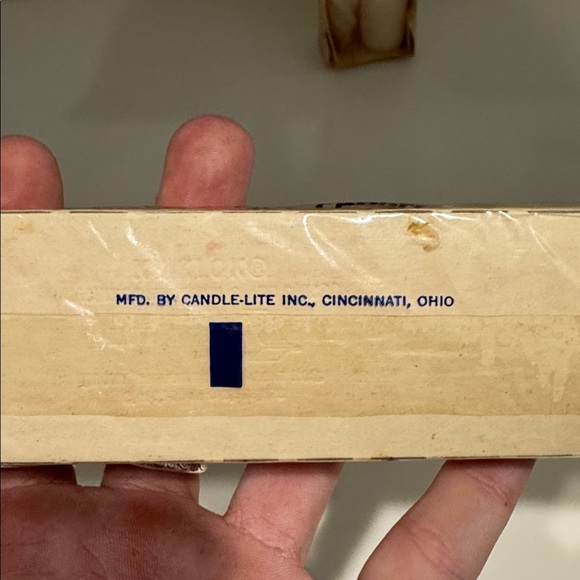 MFD. BY CANDLE-LITE INC., CINCINNATI, OHIO